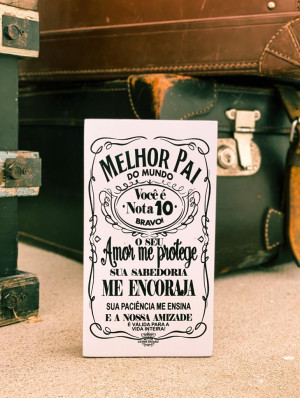 MELHOR PAI
DO MUNDO
Você é
Nota 10
BRAVO!
O SEU
Amor me protege
SUA SABEDORIA
ME ENCORAJA
SUA PACIÊNCIA ME ENSINA
E A NOSSA AMIZADE
É VÁLIDA PARA A
VIDA INTEIRA!